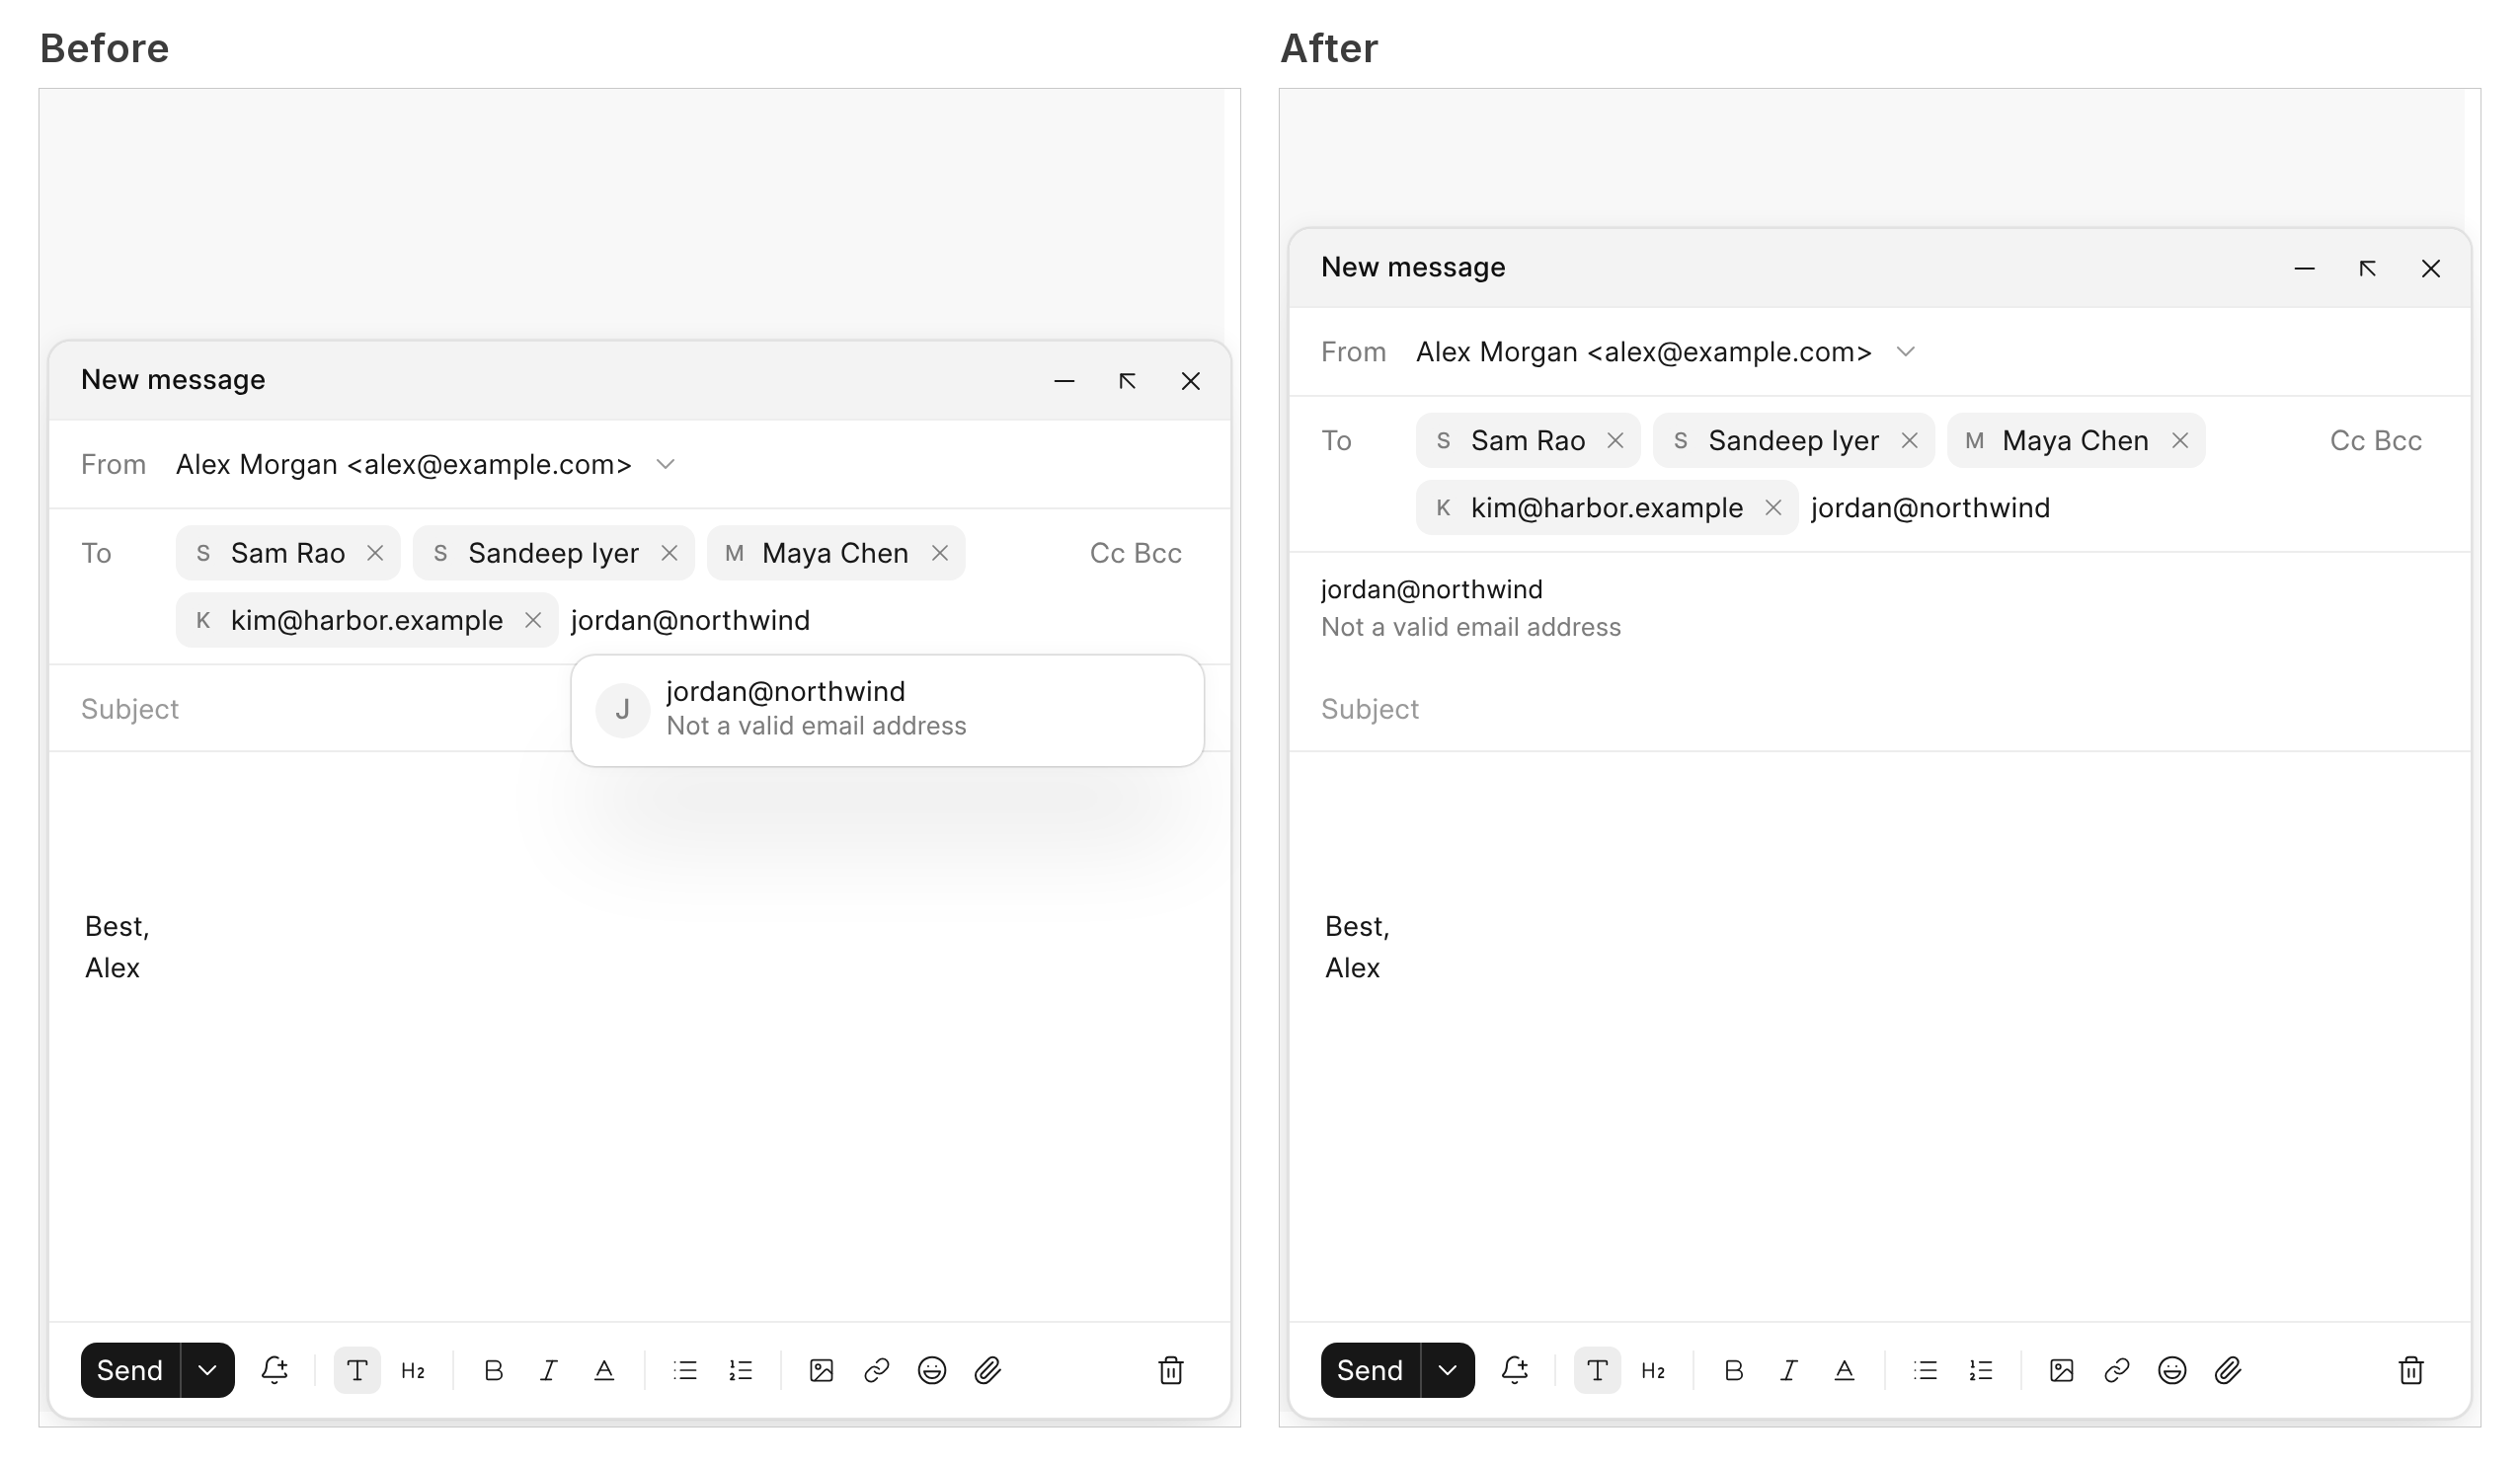 Before
New message
From Alex Morgan <alex@example.com>
To S Sam Rao S Sandeep Iyer M Maya Chen Cc Bcc
K kim@harbor.example jordan@northwind
J jordan@northwind
Not a valid email address
Subject
Best,
Alex
Send T H2 B I A
After
New message
From Alex Morgan <alex@example.com>
To S Sam Rao S Sandeep Iyer M Maya Chen Cc Bcc
K kim@harbor.example jordan@northwind
jordan@northwind
Not a valid email address
Subject
Best,
Alex
Send T H2 B I A